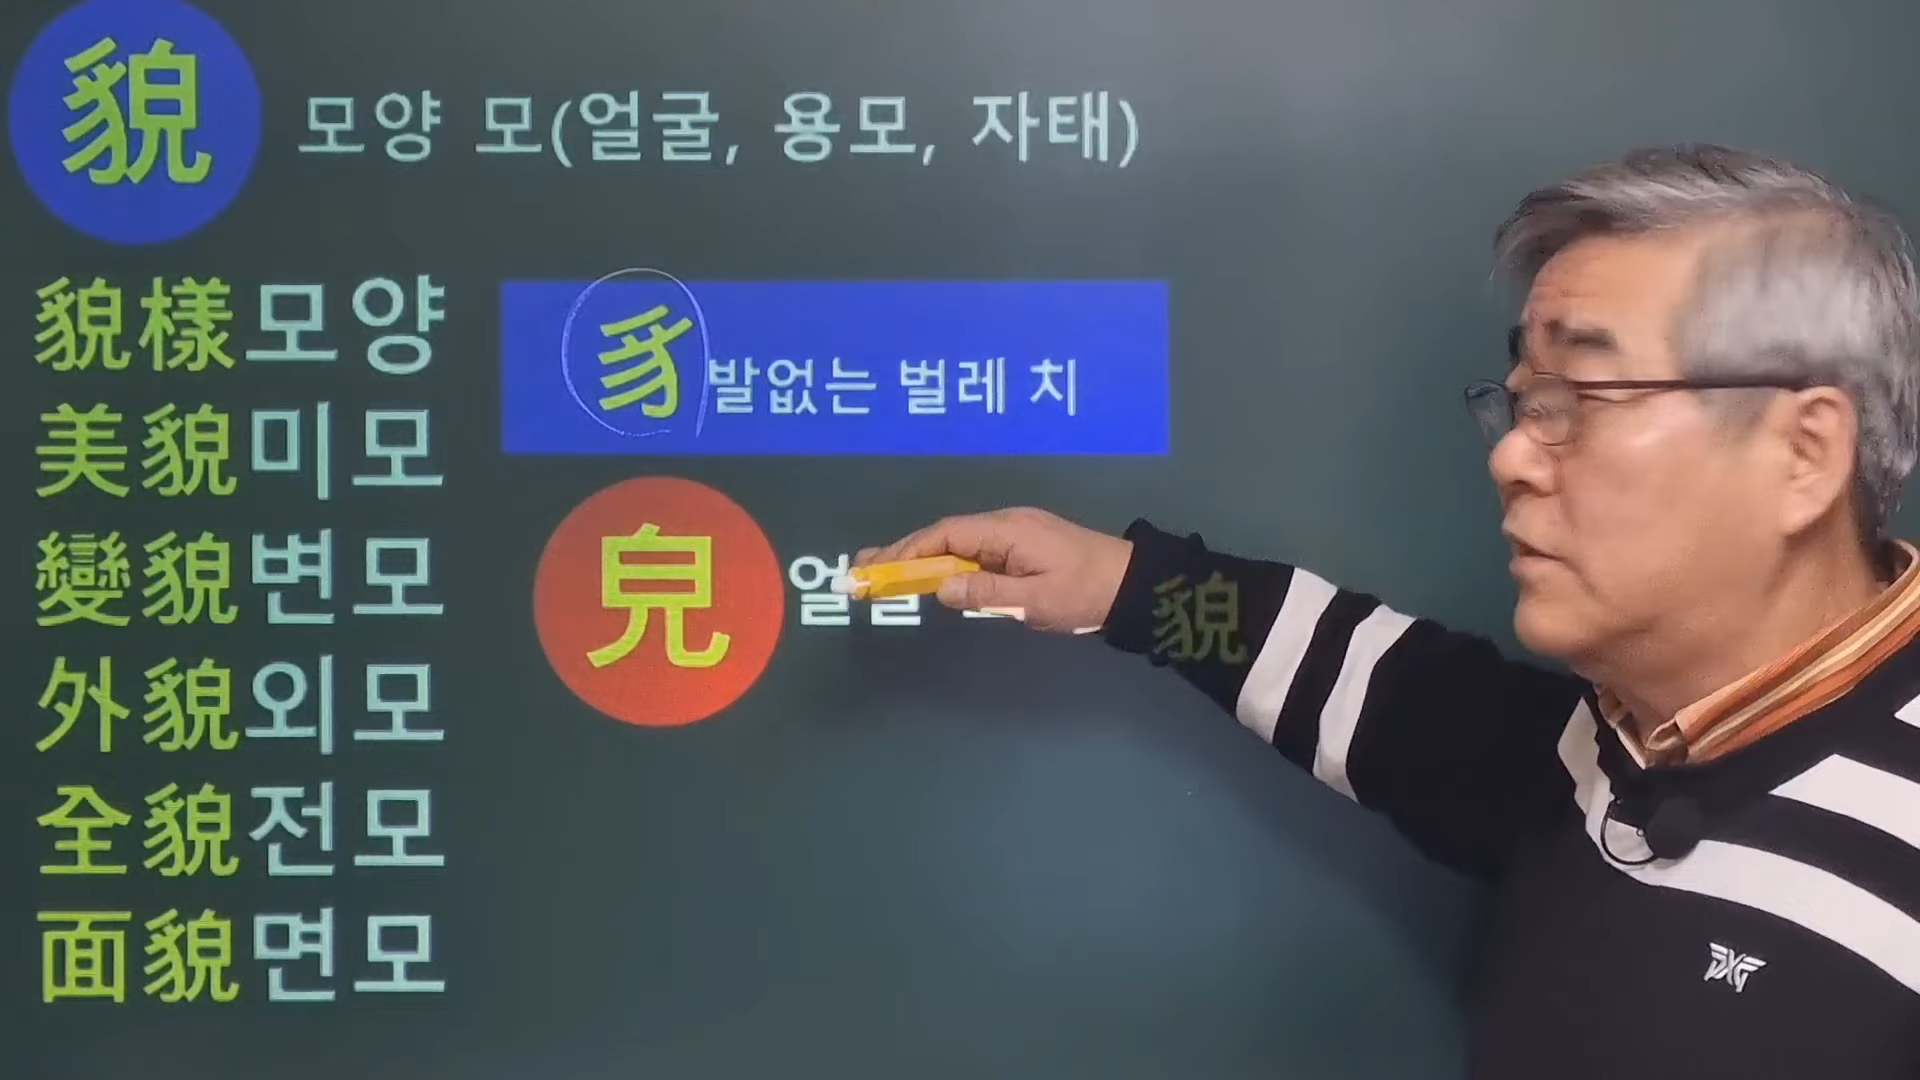 貌 모양 모(얼굴, 용모, 자태)
貌樣모양
美貌미모
變貌변모
外貌외모
全貌전모
面貌면모
豸발없는 벌레 치
皃
貌
PXG